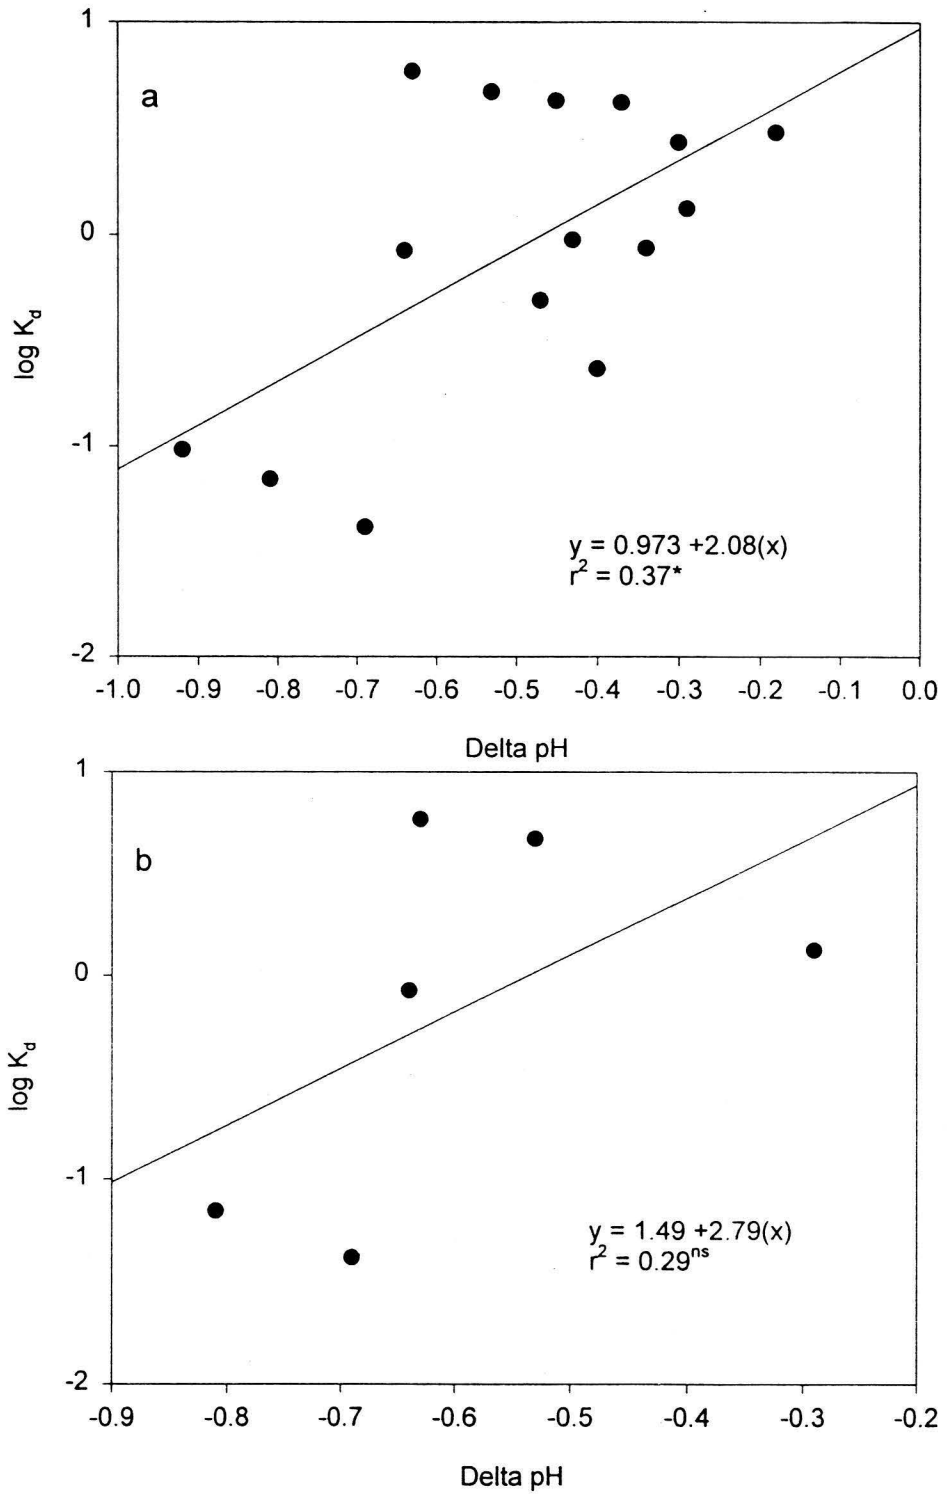 1
a
0
log K_d
-1
y = 0.973 +2.08(x)
r² = 0.37*
-2
-1.0 -0.9 -0.8 -0.7 -0.6 -0.5 -0.4 -0.3 -0.2 -0.1 0.0
Delta pH
1
b
0
log K_d
-1
y = 1.49 +2.79(x)
r² = 0.29ⁿˢ
-2
-0.9 -0.8 -0.7 -0.6 -0.5 -0.4 -0.3 -0.2
Delta pH